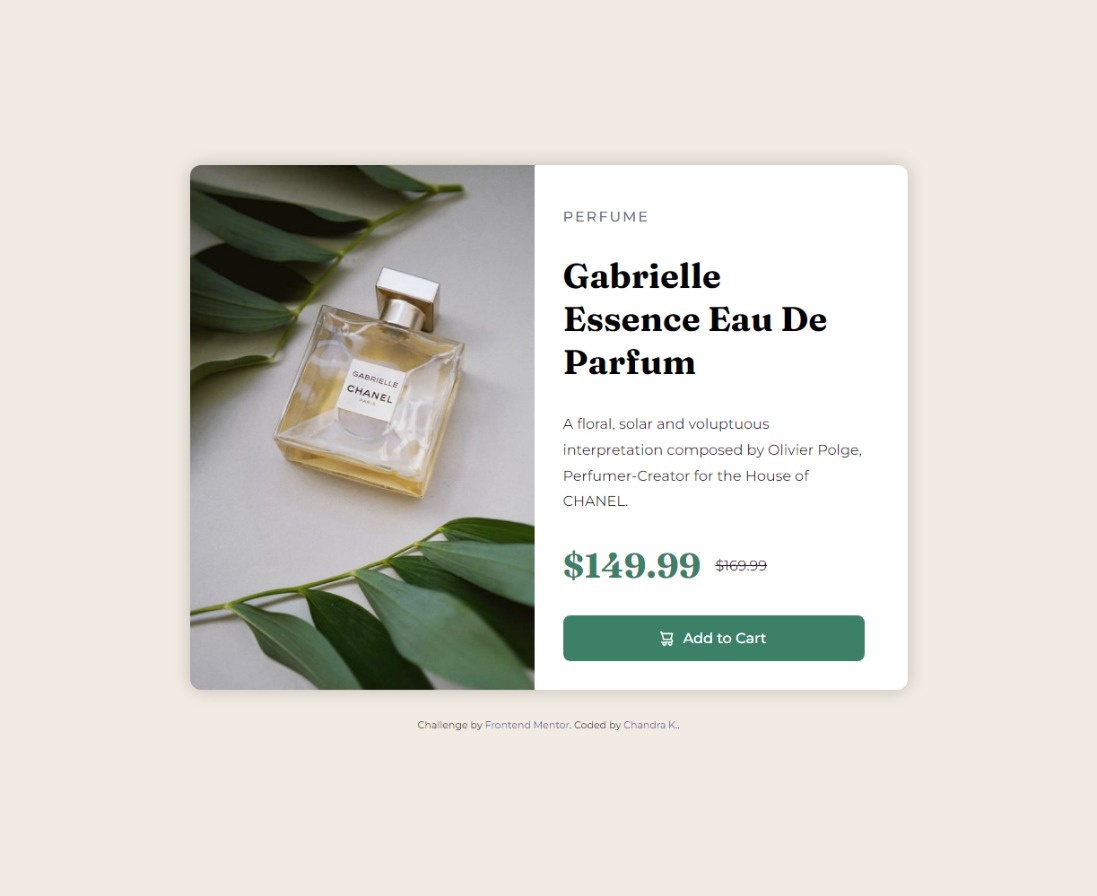 GABRIELLE
CHANEL
PARIS
PERFUME
Gabrielle
Essence Eau De
Parfum
A floral, solar and voluptuous
interpretation composed by Olivier Polge,
Perfumer-Creator for the House of
CHANEL.
$149.99 $169.99
Add to Cart
Challenge by Frontend Mentor. Coded by Chandra K..